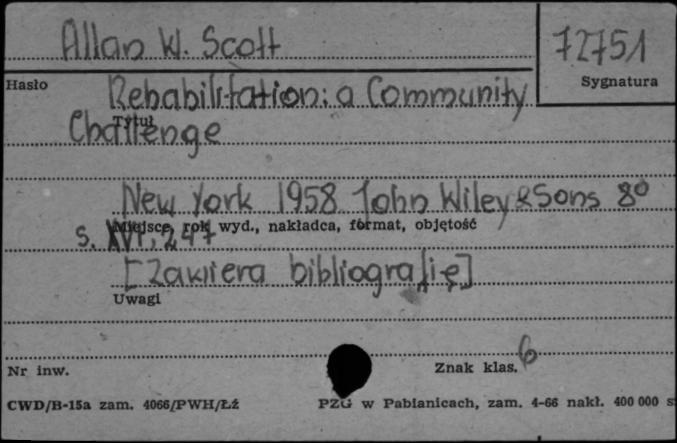 Allan W. Scott
72751
Hasło
Sygnatura
Rehabilitation: a Community
Tytuł
Challenge
New York 1958 John Wiley & Sons 8°
Miejsce, rok wyd., nakładca, format, objętość
s. XVI, 247
[Zawiera bibliografię]
Uwagi
Nr inw.
Znak klas. 6
CWD/B-15a zam. 4066/PWH/Łź
PZG w Pabianicach, zam. 4-66 nakł. 400 000 s